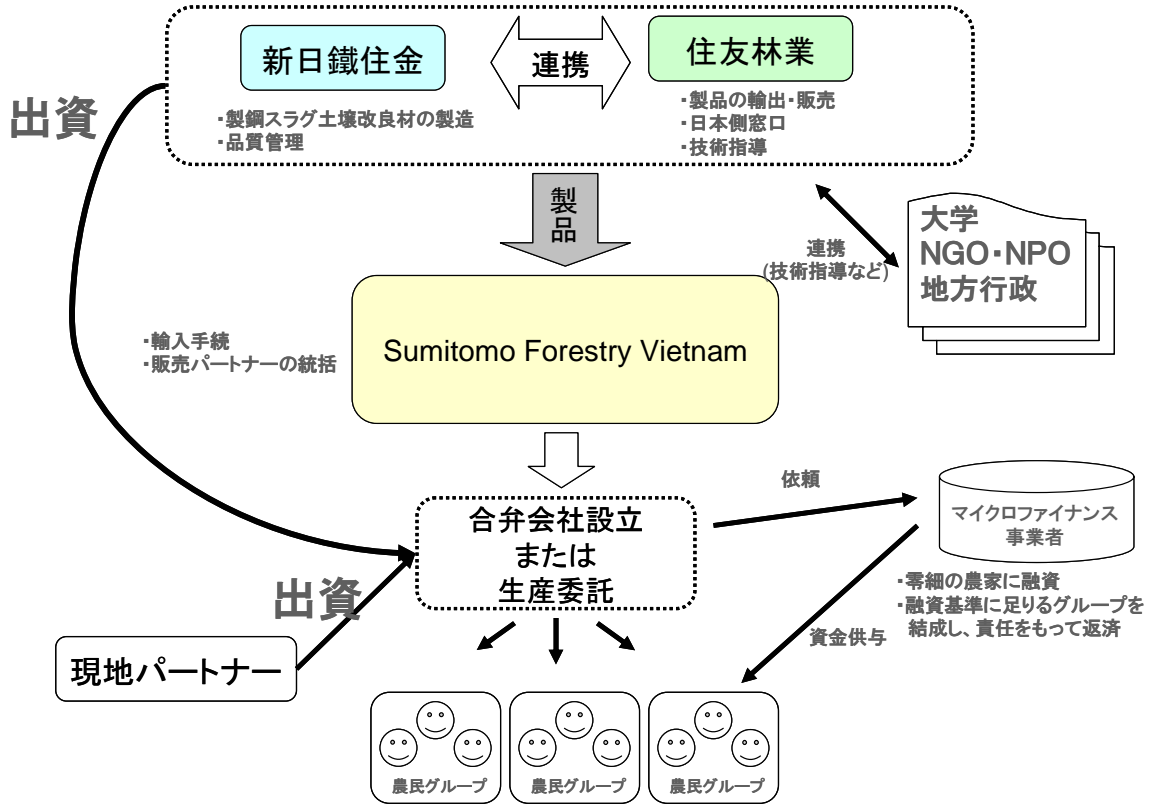 新日鐵住金
連携
住友林業
・製鋼スラグ土壌改良材の製造
・品質管理
・製品の輸出・販売
・日本側窓口
・技術指導
出資
製品
連携
(技術指導など)
大学
NGO・NPO
地方行政
・輸入手続
・販売パートナーの統括
Sumitomo Forestry Vietnam
合弁会社設立
または
生産委託
依頼
マイクロファイナンス
事業者
・零細の農家に融資
・融資基準に足りるグループを
結成し、責任をもって返済
出資
現地パートナー
資金供与
農民グループ
農民グループ
農民グループ